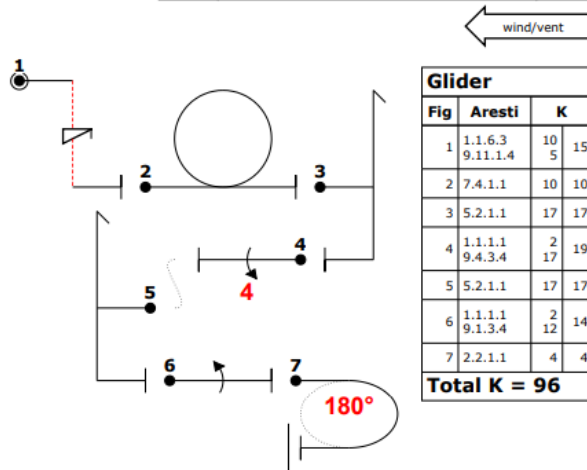 wind/vent
1
2
3
4
4
5
6
7
180°
Glider
Fig Aresti K
1 1.1.6.3 10 15
9.11.1.4 5
2 7.4.1.1 10 10
3 5.2.1.1 17 17
4 1.1.1.1 2 19
9.4.3.4 17
5 5.2.1.1 17 17
6 1.1.1.1 2 14
9.1.3.4 12
7 2.2.1.1 4 4
Total K = 96